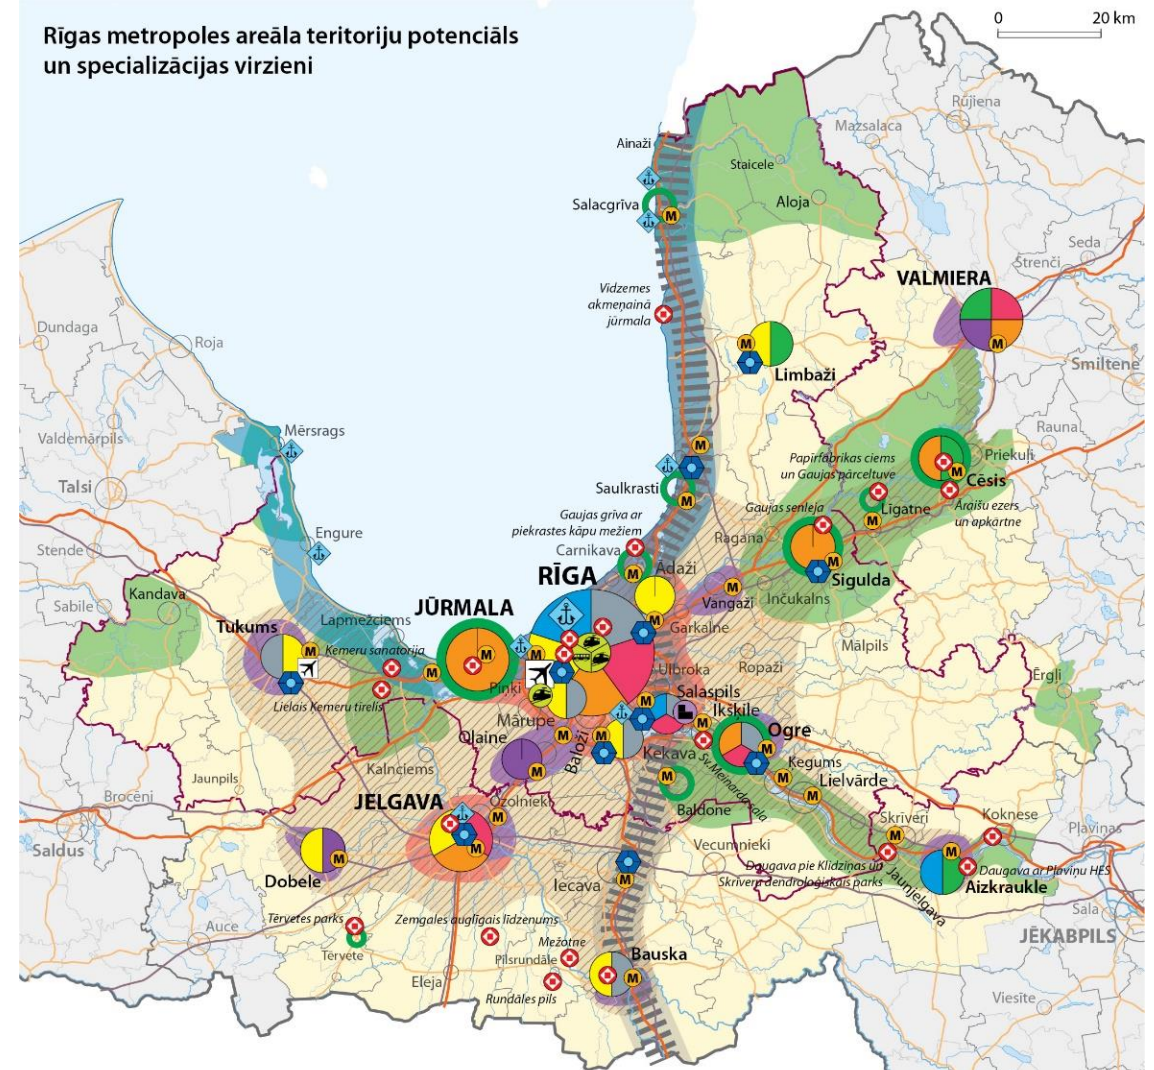 Rīgas metropoles areāla teritoriju potenciāls
un specializācijas virzieni
0
20 km
Rūjiena
Mazsalaca
Ainaži
Staicele
Salacgrīva
Aloja
Seda
Strenči
VALMIERA
Vidzemes
akmeņainā
jūrmala
Dundaga
Roja
M
Limbaži
Smiltene
Mērsrags
Valdemārpils
Rauna
Talsi
Papīrfabrikas ciems
un Gaujas pārceltuve
Priekuļi
Cēsis
Saulkrasti
Līgatne
Āraišu ezers
un apkārtne
Gaujas senleja
Gaujas grīva ar
piekrastes kāpu mežiem
Engure
Ragana
Stende
Carnikava
Ādaži
RĪGA
Sigulda
Sabile
Kandava
JŪRMALA
Vangaži
Inčukalns
Lapmežciems
Tukums
Garkalne
Mālpils
Ķemeru sanatorija
Ropaži
Ulbroka
Ērgļi
Piņķi
Lielais Ķemeru tīrelis
Salaspils
Mārupe
Ikšķile
Olaine
Ogre
Baloži
Ķekava
Sv.Meinarda sala
Ķegums
Kalnciems
Jaunpils
Lielvārde
Brocēni
JELGAVA
Ozolnieki
Baldone
Koknese
Skrīveri
Pļaviņas
Saldus
Vecumnieki
Daugava pie Klidziņas un
Skrīveru dendroloģiskais parks
Daugava ar Pļaviņu HES
Dobele
Iecava
Aizkraukle
Jaunjelgava
Sala
Tērvetes parks
Zemgales auglīgais līdzenums
Auce
JĒKABPILS
Mežotne
Tērvete
Pilsrundāle
Bauska
Eleja
Rundāles pils
Viesīte